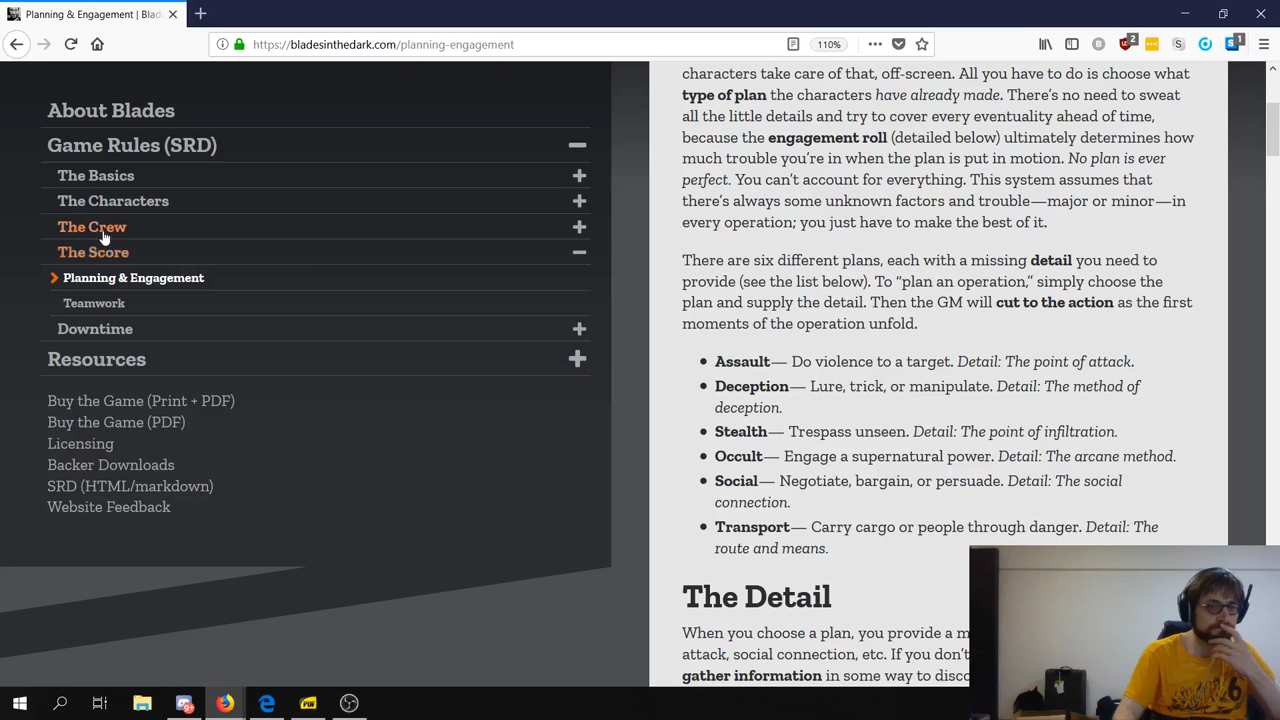 Planning & Engagement | Blad
https://bladesinthedark.com/planning-engagement
110%
2
1
About Blades
Game Rules (SRD)
The Basics
The Characters
The Crew
The Score
Planning & Engagement
Teamwork
Downtime
Resources
Buy the Game (Print + PDF)
Buy the Game (PDF)
Licensing
Backer Downloads
SRD (HTML/markdown)
Website Feedback
characters take care of that, off-screen. All you have to do is choose what
type of plan the characters have already made. There’s no need to sweat
all the little details and try to cover every eventuality ahead of time,
because the engagement roll (detailed below) ultimately determines how
much trouble you’re in when the plan is put in motion. No plan is ever
perfect. You can’t account for everything. This system assumes that
there’s always some unknown factors and trouble—major or minor—in
every operation; you just have to make the best of it.
There are six different plans, each with a missing detail you need to
provide (see the list below). To “plan an operation,” simply choose the
plan and supply the detail. Then the GM will cut to the action as the first
moments of the operation unfold.
Assault— Do violence to a target. Detail: The point of attack.
Deception— Lure, trick, or manipulate. Detail: The method of
deception.
Stealth— Trespass unseen. Detail: The point of infiltration.
Occult— Engage a supernatural power. Detail: The arcane method.
Social— Negotiate, bargain, or persuade. Detail: The social
connection.
Transport— Carry cargo or people through danger. Detail: The
route and means.
The Detail
When you choose a plan, you provide a m
attack, social connection, etc. If you don’t
gather information in some way to disco